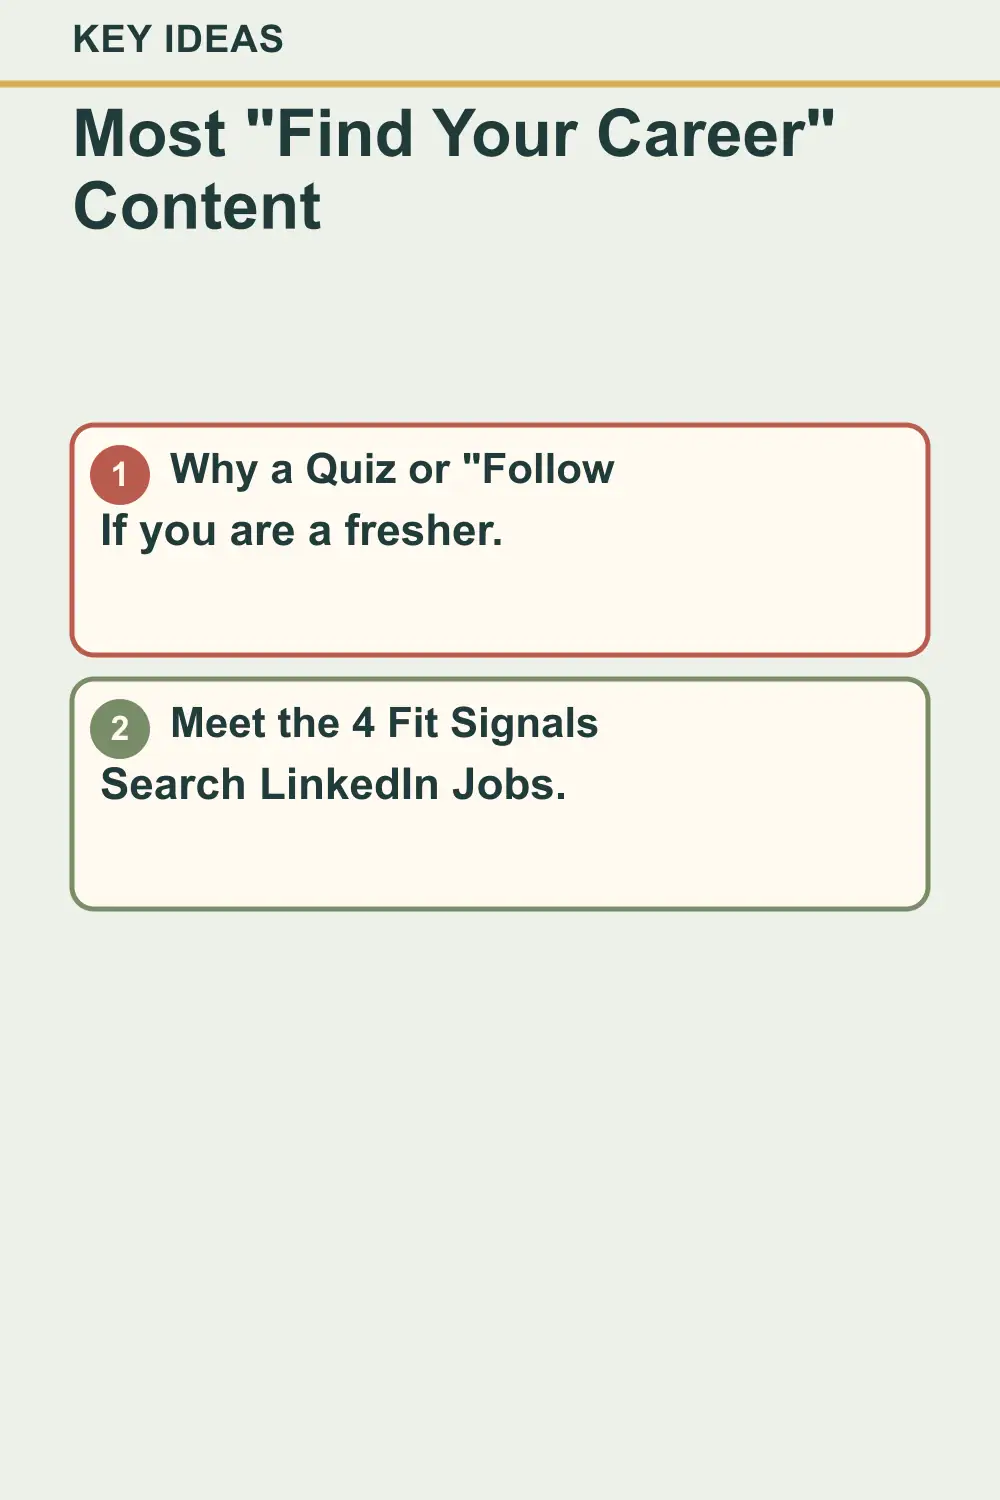 KEY IDEAS
Most "Find Your Career"
Content
1 Why a Quiz or "Follow
If you are a fresher.
2 Meet the 4 Fit Signals
Search LinkedIn Jobs.